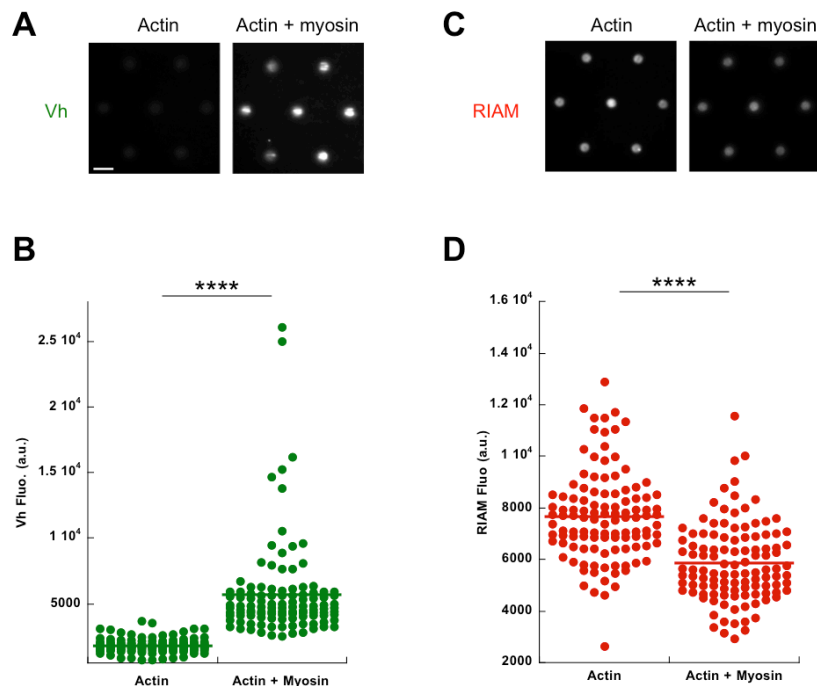 A
Actin
Actin + myosin
Vh
C
Actin
Actin + myosin
RIAM
B
****
Vh Fluo. (a.u.)
2.5 10⁴
2 10⁴
1.5 10⁴
1 10⁴
5000
Actin
Actin + Myosin
D
****
RIAM Fluo (a.u.)
1.6 10⁴
1.4 10⁴
1.2 10⁴
1 10⁴
8000
6000
4000
2000
Actin
Actin + Myosin